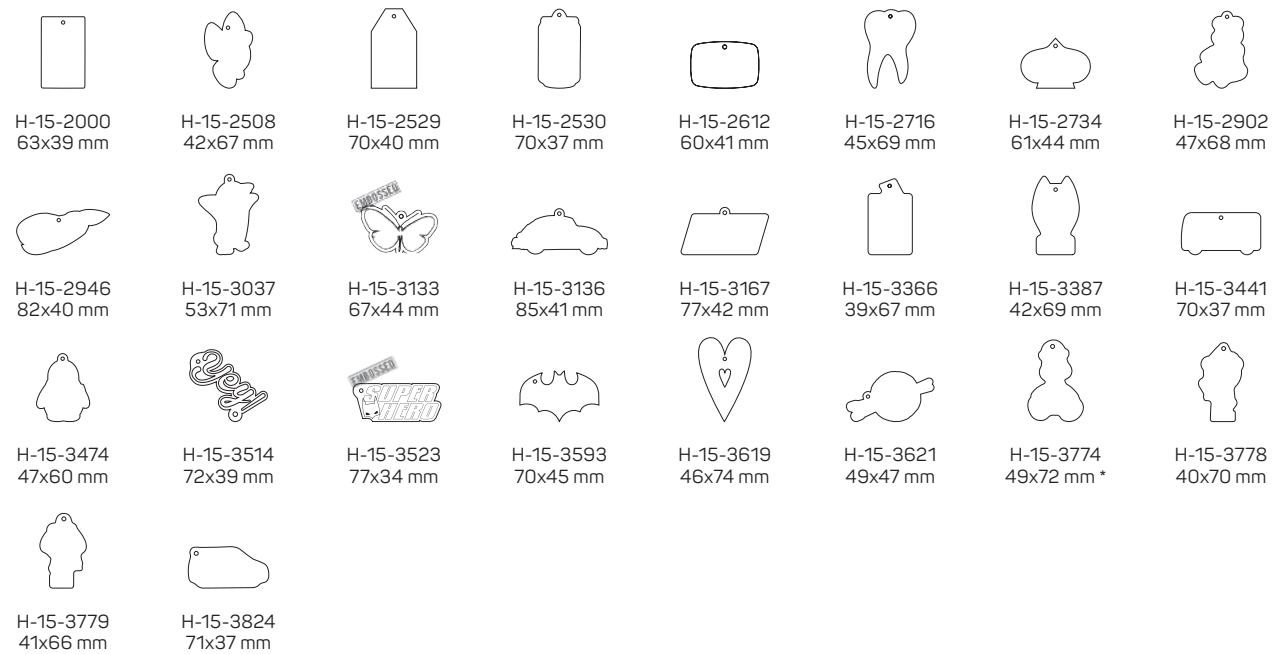 H-15-2000
63x39 mm
H-15-2508
42x67 mm
H-15-2529
70x40 mm
H-15-2530
70x37 mm
H-15-2612
60x41 mm
H-15-2716
45x69 mm
H-15-2734
61x44 mm
H-15-2902
47x68 mm
H-15-2946
82x40 mm
H-15-3037
53x71 mm
EMBOSSED
H-15-3133
67x44 mm
H-15-3136
85x41 mm
H-15-3167
77x42 mm
H-15-3366
39x67 mm
H-15-3387
42x69 mm
H-15-3441
70x37 mm
H-15-3474
47x60 mm
H-15-3514
72x39 mm
EMBOSSED
SUPER
HERO
H-15-3523
77x34 mm
H-15-3593
70x45 mm
H-15-3619
46x74 mm
H-15-3621
49x47 mm
H-15-3774
49x72 mm *
H-15-3778
40x70 mm
H-15-3779
41x66 mm
H-15-3824
71x37 mm